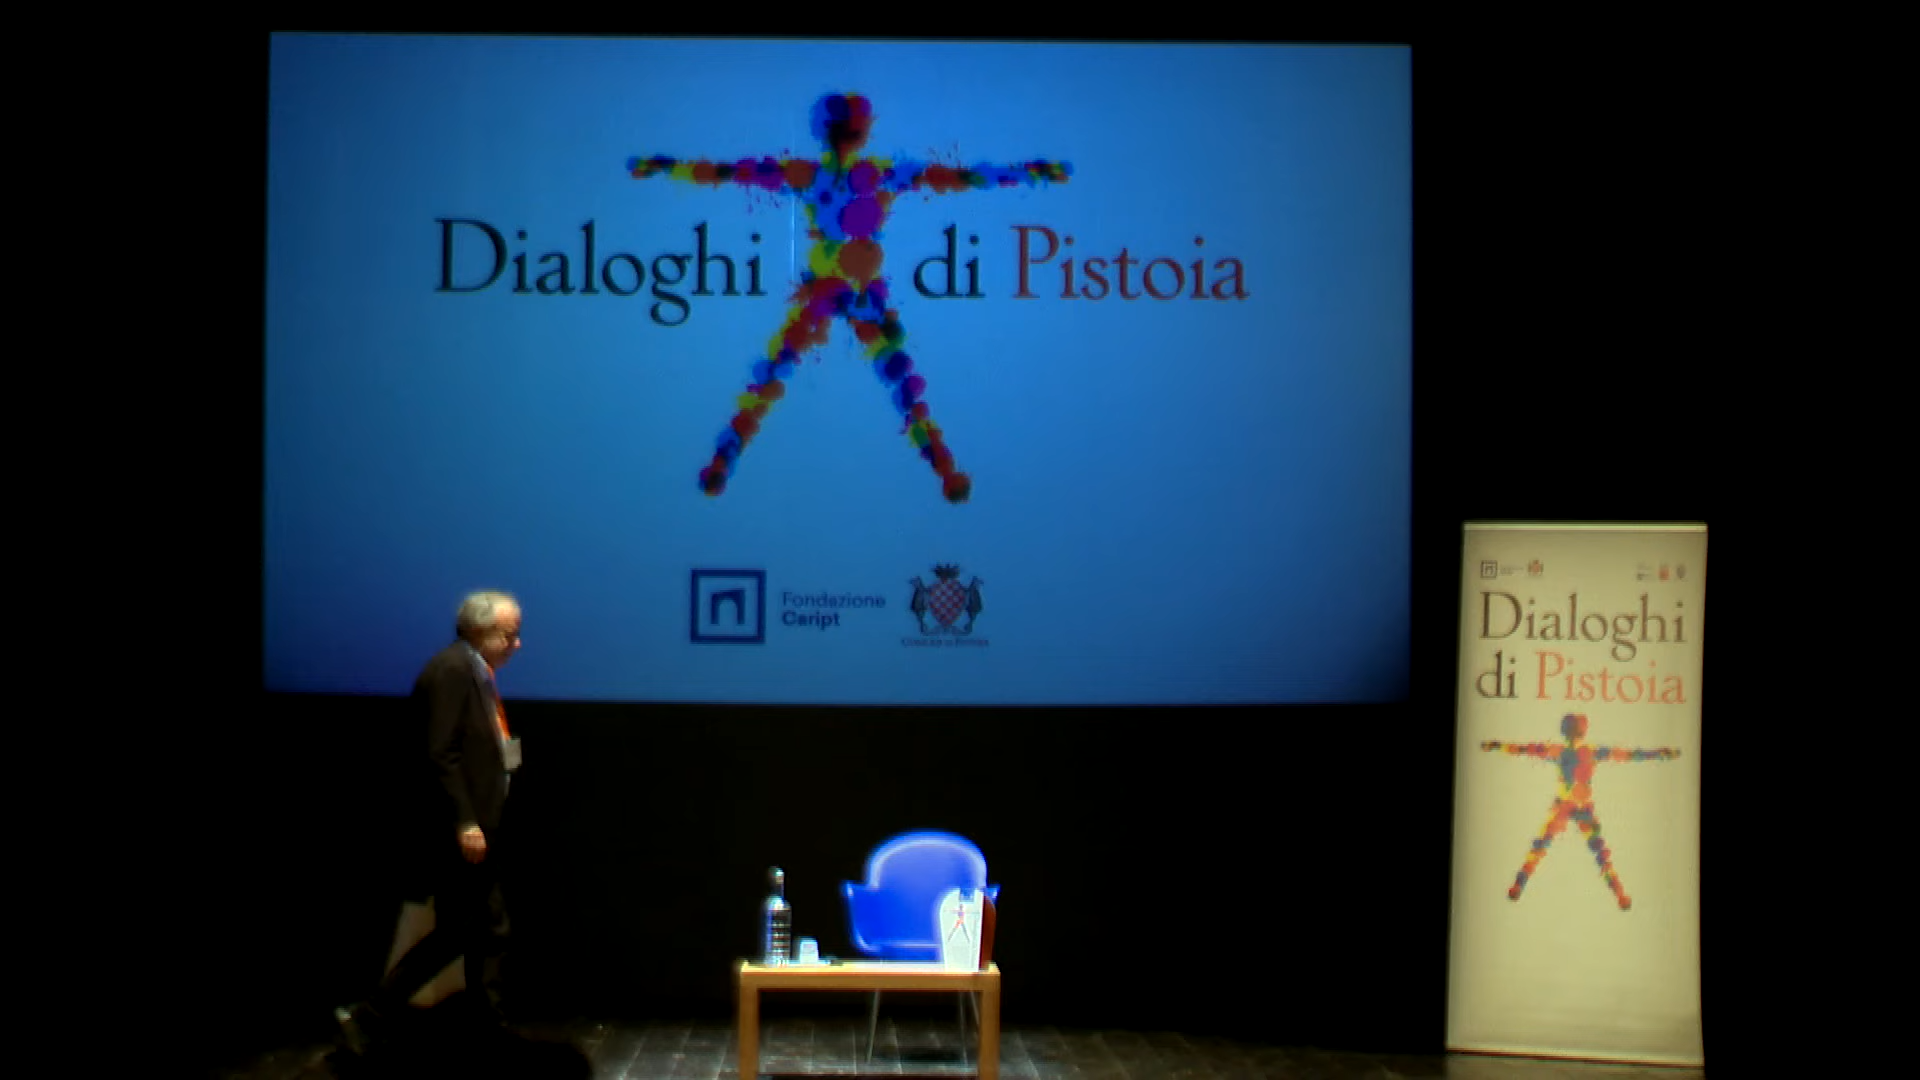 Dialoghi di Pistoia
Fondazione
Caript
Dialoghi
di Pistoia